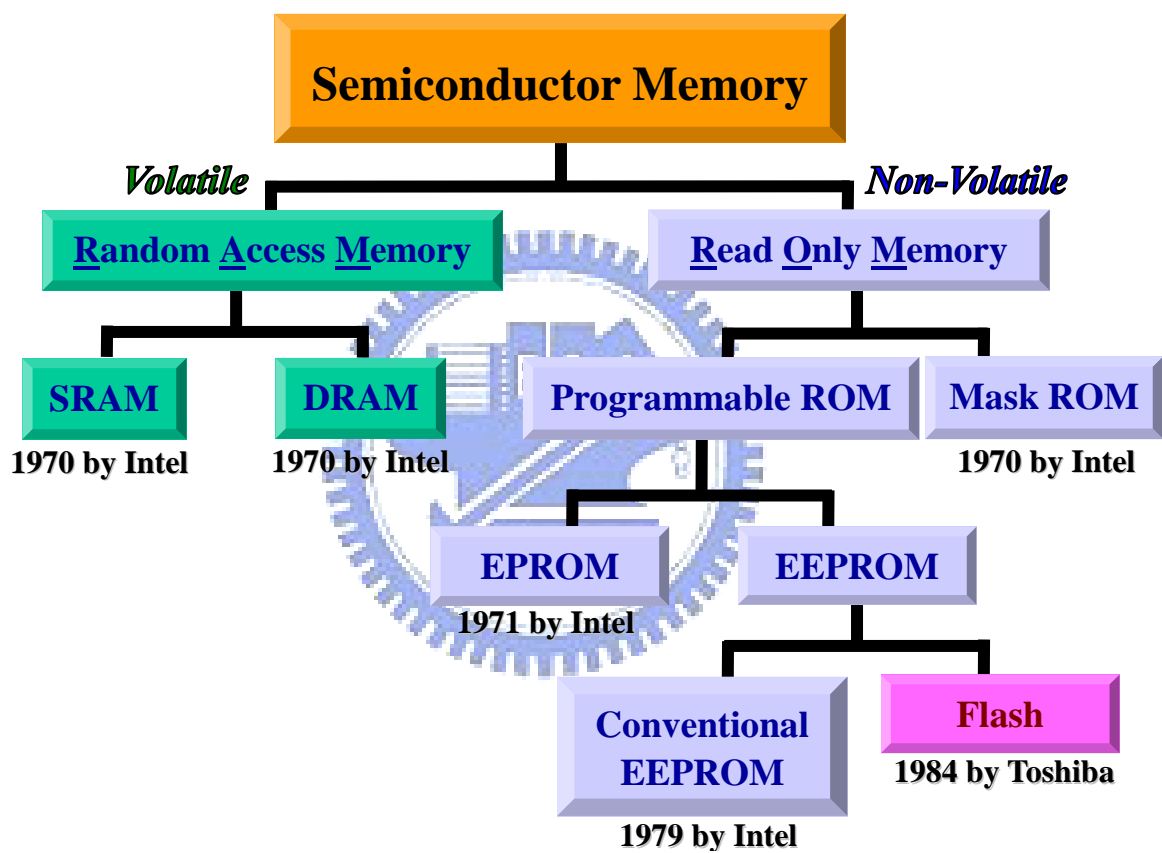 Semiconductor Memory
Volatile
Non-Volatile
Random Access Memory
Read Only Memory
SRAM
DRAM
Programmable ROM
Mask ROM
1970 by Intel
1970 by Intel
1970 by Intel
EPROM
EEPROM
1971 by Intel
Conventional
EEPROM
Flash
1984 by Toshiba
1979 by Intel